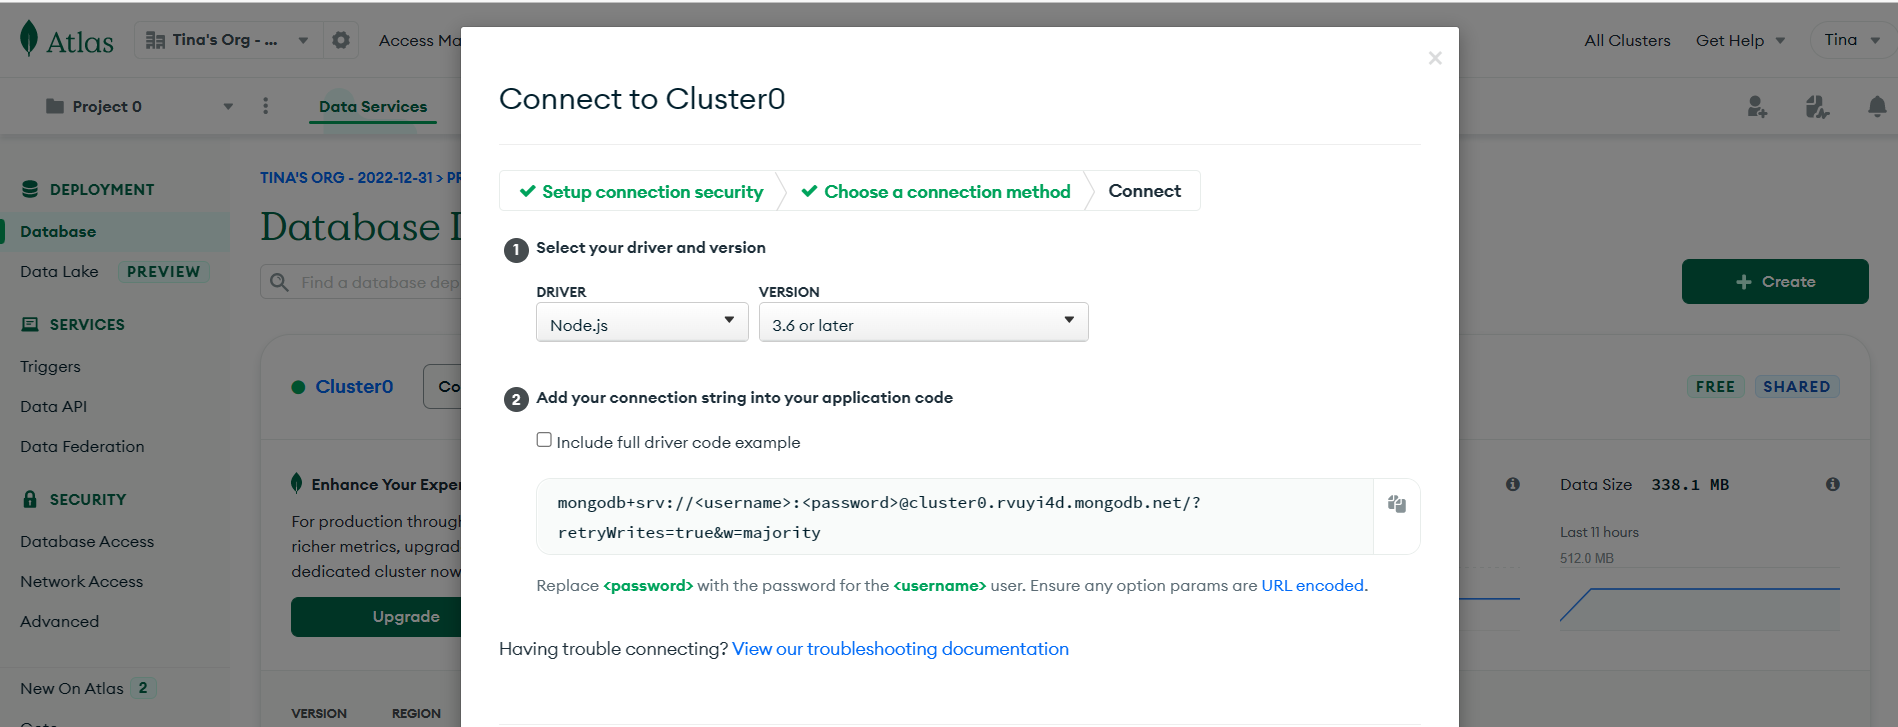 Atlas
Tina's Org - ...
Access Ma
All Clusters
Get Help
Tina
Project 0
Data Services
DEPLOYMENT
Database
Data Lake PREVIEW
SERVICES
Triggers
Data API
Data Federation
SECURITY
Database Access
Network Access
Advanced
New On Atlas 2
TINA'S ORG - 2022-12-31 > PR
Database D
Find a database dep
Create
Cluster0
Co
FREE SHARED
Enhance Your Exper
For production through
richer metrics, upgrad
dedicated cluster now
Upgrade
VERSION REGION
Connect to Cluster0
Setup connection security
Choose a connection method
Connect
1 Select your driver and version
DRIVER VERSION
Node.js 3.6 or later
2 Add your connection string into your application code
Include full driver code example
mongodb+srv://<username>:<password>@cluster0.rvuyi4d.mongodb.net/?
retryWrites=true&w=majority
Replace <password> with the password for the <username> user. Ensure any option params are URL encoded.
Having trouble connecting? View our troubleshooting documentation
Data Size 338.1 MB
Last 11 hours
512.0 MB